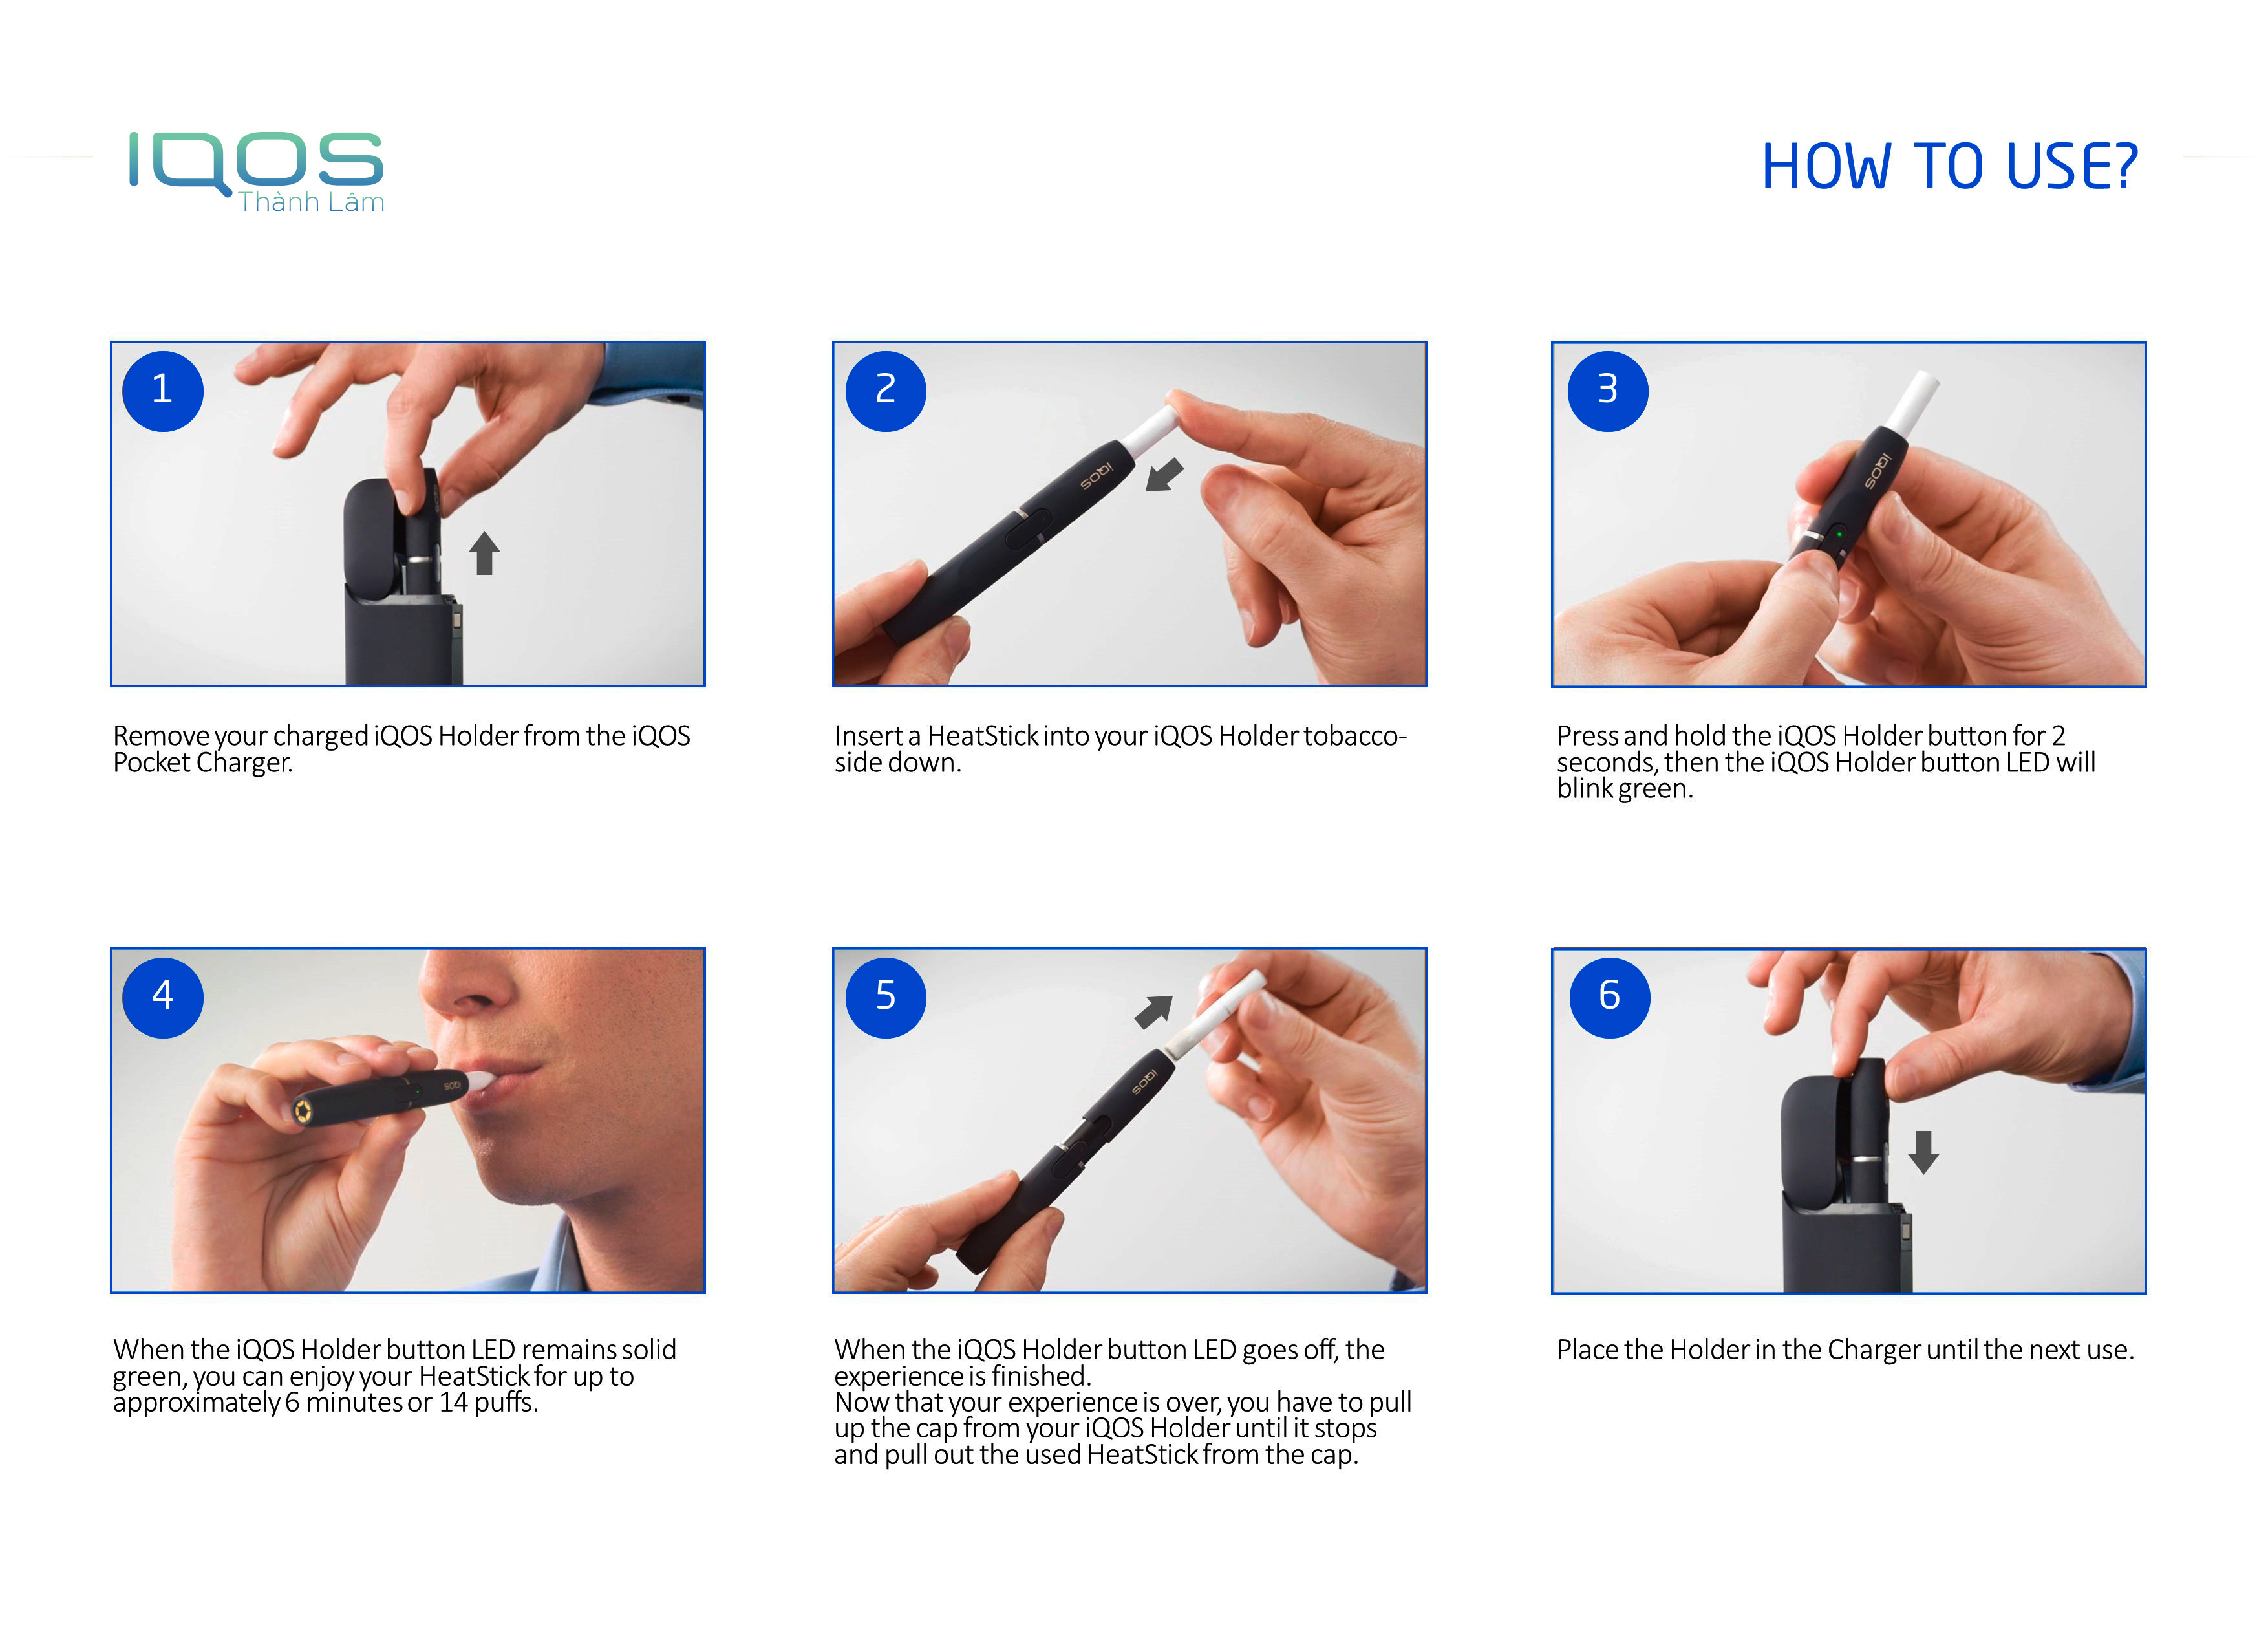 IQOS
Thành Lâm
HOW TO USE?
1
iQOS
Remove your charged iQOS Holder from the iQOS
Pocket Charger.
2
iQOS
Insert a HeatStick into your iQOS Holder tobacco-
side down.
3
iQOS
Press and hold the iQOS Holder button for 2
seconds, then the iQOS Holder button LED will
blink green.
4
iQOS
When the iQOS Holder button LED remains solid
green, you can enjoy your HeatStick for up to
approximately 6 minutes or 14 puffs.
5
iQOS
When the iQOS Holder button LED goes off, the
experience is finished.
Now that your experience is over, you have to pull
up the cap from your iQOS Holder until it stops
and pull out the used HeatStick from the cap.
6
Place the Holder in the Charger until the next use.